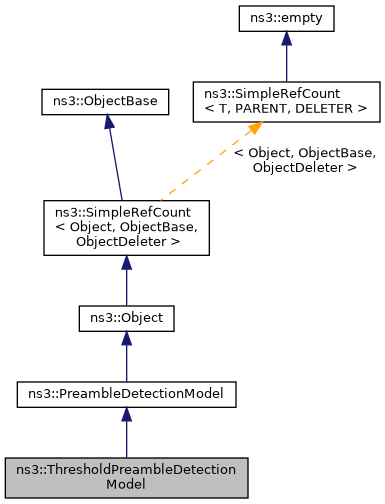 ns3::empty
ns3::SimpleRefCount
< T, PARENT, DELETER >
ns3::ObjectBase
< Object, ObjectBase,
ObjectDeleter >
ns3::SimpleRefCount
< Object, ObjectBase,
ObjectDeleter >
ns3::Object
ns3::PreambleDetectionModel
ns3::ThresholdPreambleDetection
Model